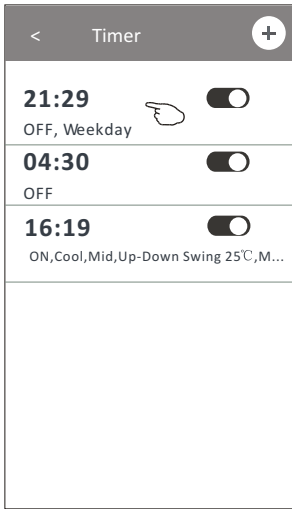 < Timer +
21:29
OFF, Weekday
04:30
OFF
16:19
ON,Cool,Mid,Up-Down Swing 25℃,M...